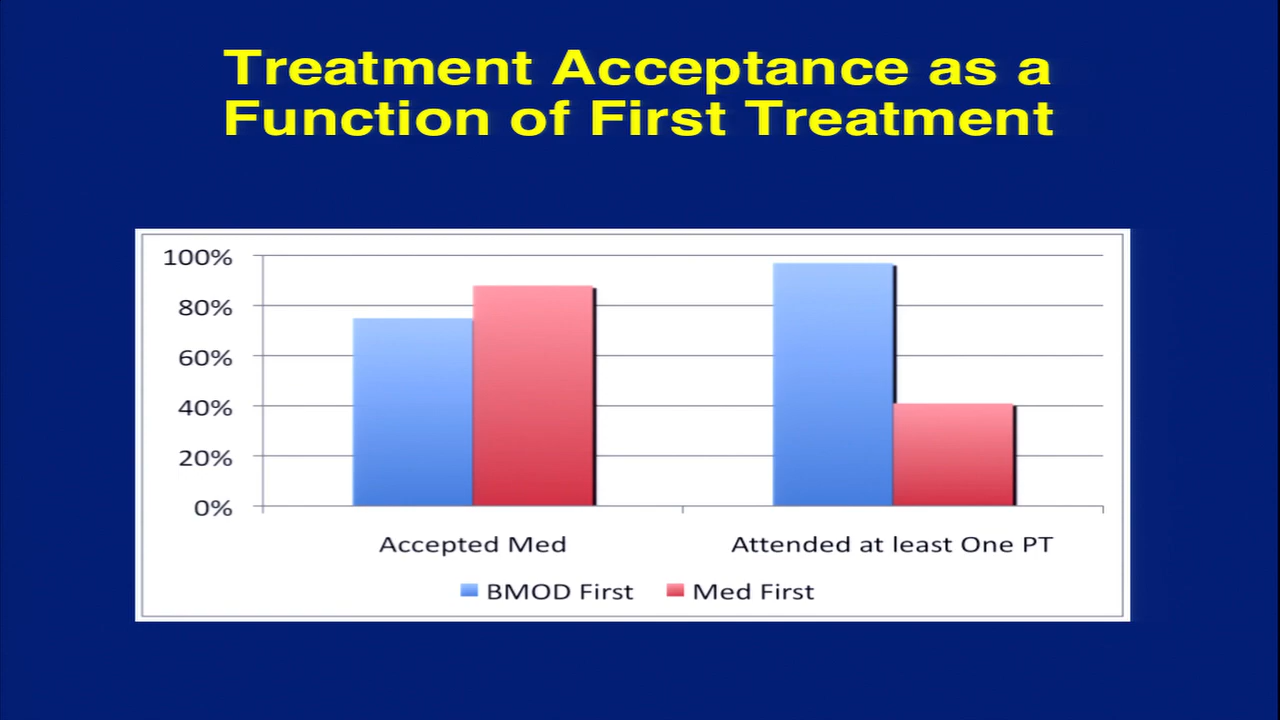 Treatment Acceptance as a
Function of First Treatment
100%
80%
60%
40%
20%
0%
Accepted Med
Attended at least One PT
BMOD First
Med First